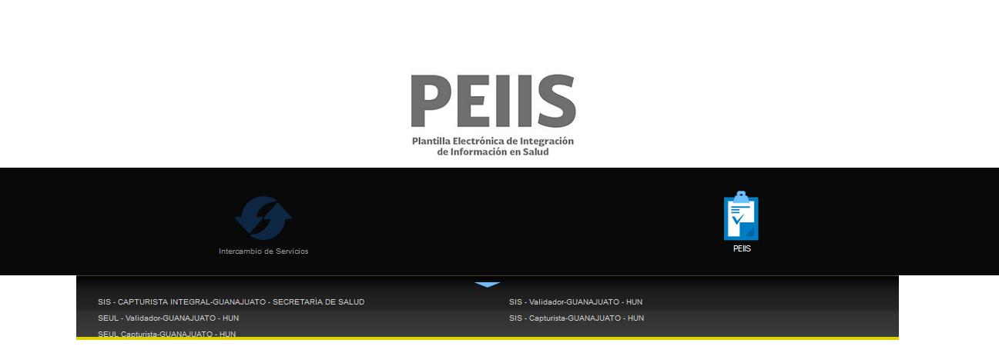 PEIIS
Plantilla Electrónica de Integración
de Información en Salud
Intercambio de Servicios
PEIIS
SIS - CAPTURISTA INTEGRAL-GUANAJUATO - SECRETARÌA DE SALUD
SIS - Validador-GUANAJUATO - HUN
SEUL - Validador-GUANAJUATO - HUN
SIS - Capturista-GUANAJUATO - HUN
SEUL Capturista-GUANAJUATO - HUN